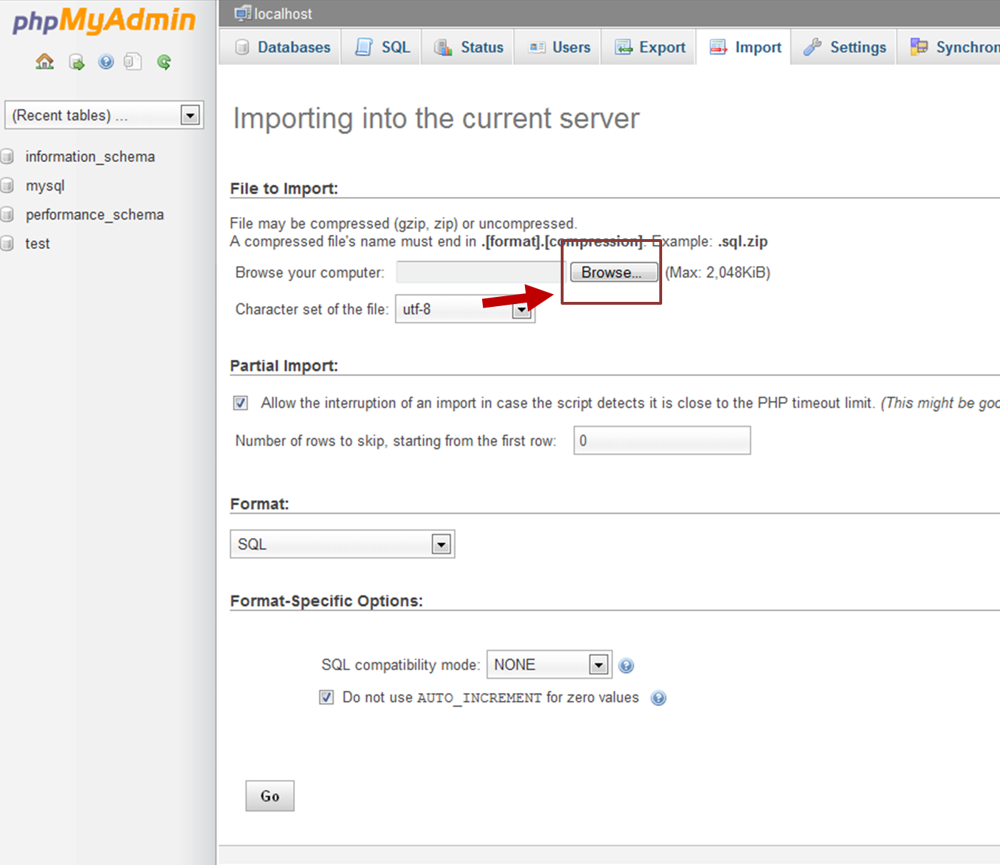 phpMyAdmin
(Recent tables) ...
information_schema
mysql
performance_schema
test
localhost
Databases SQL Status Users Export Import Settings Synchron
Importing into the current server
File to Import:
File may be compressed (gzip, zip) or uncompressed.
A compressed file's name must end in .[format].[compression]. Example: .sql.zip
Browse your computer: Browse... (Max: 2,048KiB)
Character set of the file: utf-8
Partial Import:
Allow the interruption of an import in case the script detects it is close to the PHP timeout limit. (This might be goo
Number of rows to skip, starting from the first row: 0
Format:
SQL
Format-Specific Options:
SQL compatibility mode: NONE
Do not use AUTO_INCREMENT for zero values
Go